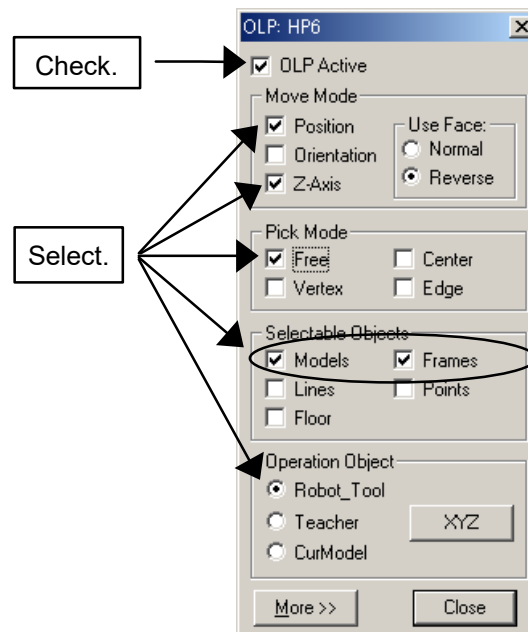 OLP: HP6
Check.
OLP Active
Move Mode
Position
Use Face:
Orientation
Normal
Z-Axis
Reverse
Select.
Pick Mode
Free
Center
Vertex
Edge
Selectable Objects
Models
Frames
Lines
Points
Floor
Operation Object
Robot_Tool
Teacher
XYZ
CurModel
More >>
Close